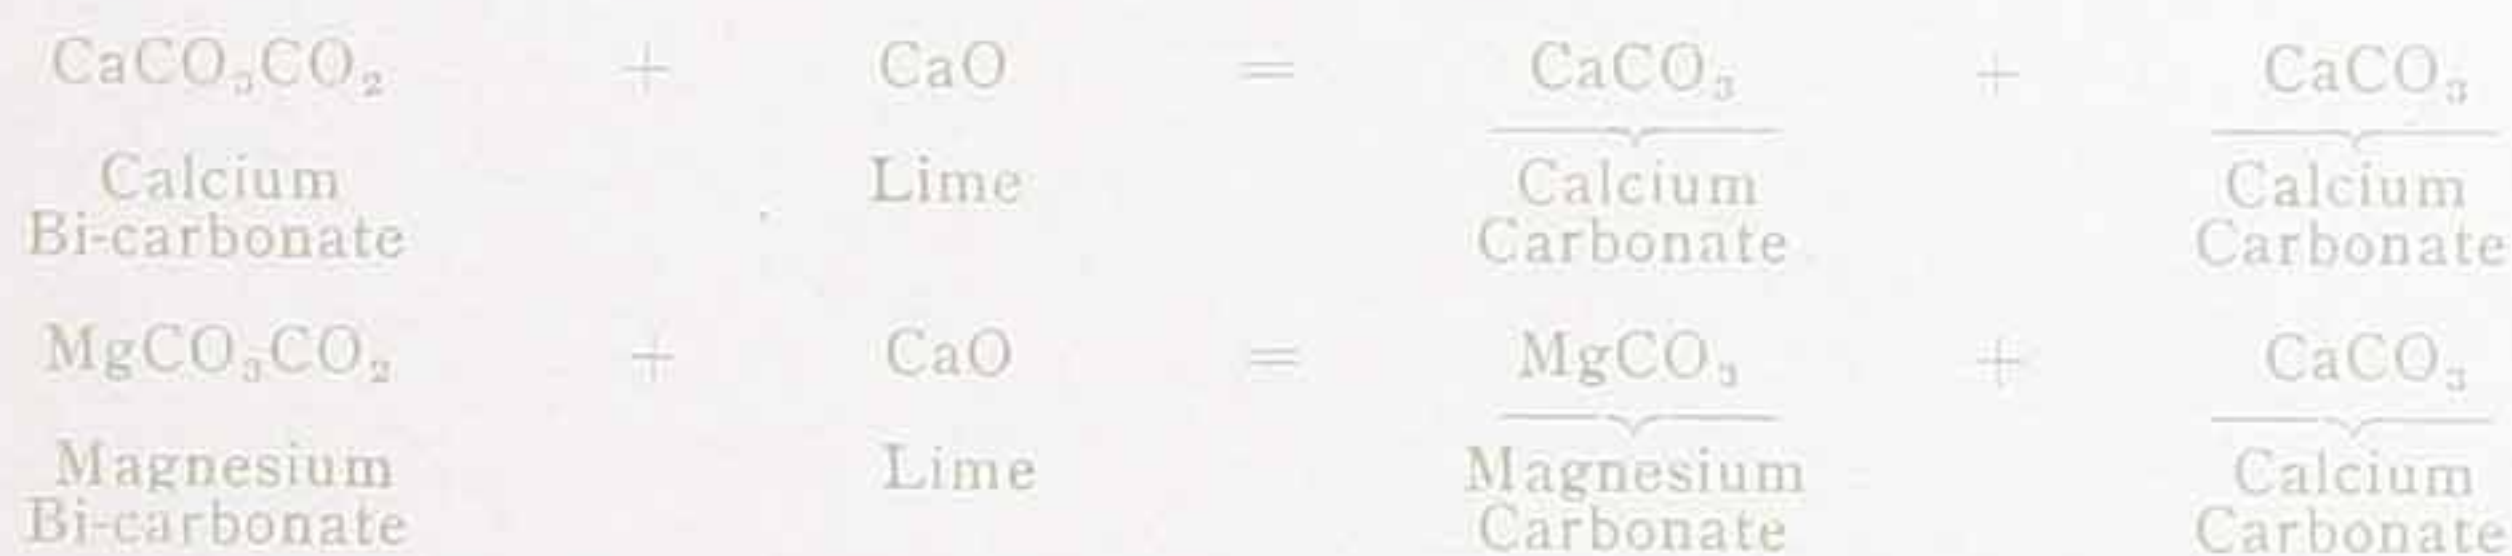 CaCO₃CO₂ + CaO = CaCO₃ + CaCO₃
Calcium Lime Calcium Calcium
Bi-carbonate Carbonate Carbonate
MgCO₃CO₂ + CaO = MgCO₃ + CaCO₃
Magnesium Lime Magnesium Calcium
Bi-carbonate Carbonate Carbonate